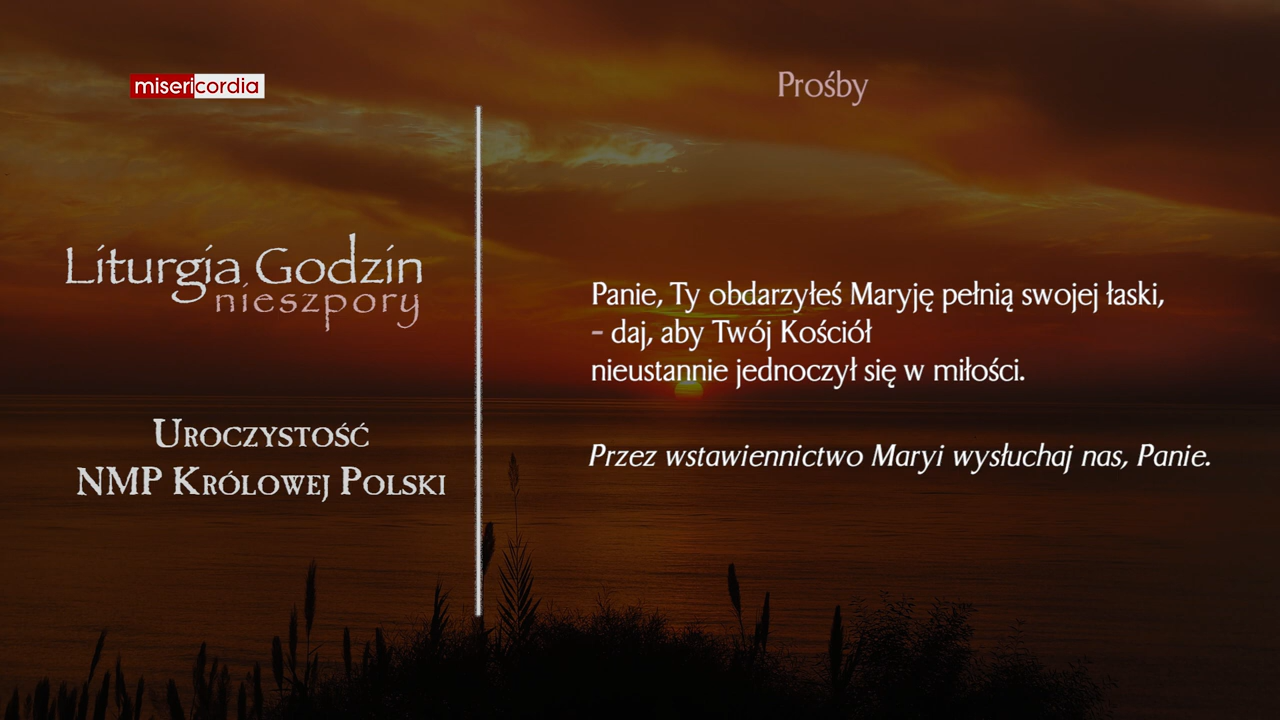 misericordia
Liturgia Godzin
nieszpory
Uroczystość
NMP Królowej Polski
Prośby
Panie, Ty obdarzyłeś Maryję pełnią swojej łaski,
- daj, aby Twój Kościół
nieustannie jednoczył się w miłości.
Przez wstawiennictwo Maryi wysłuchaj nas, Panie.